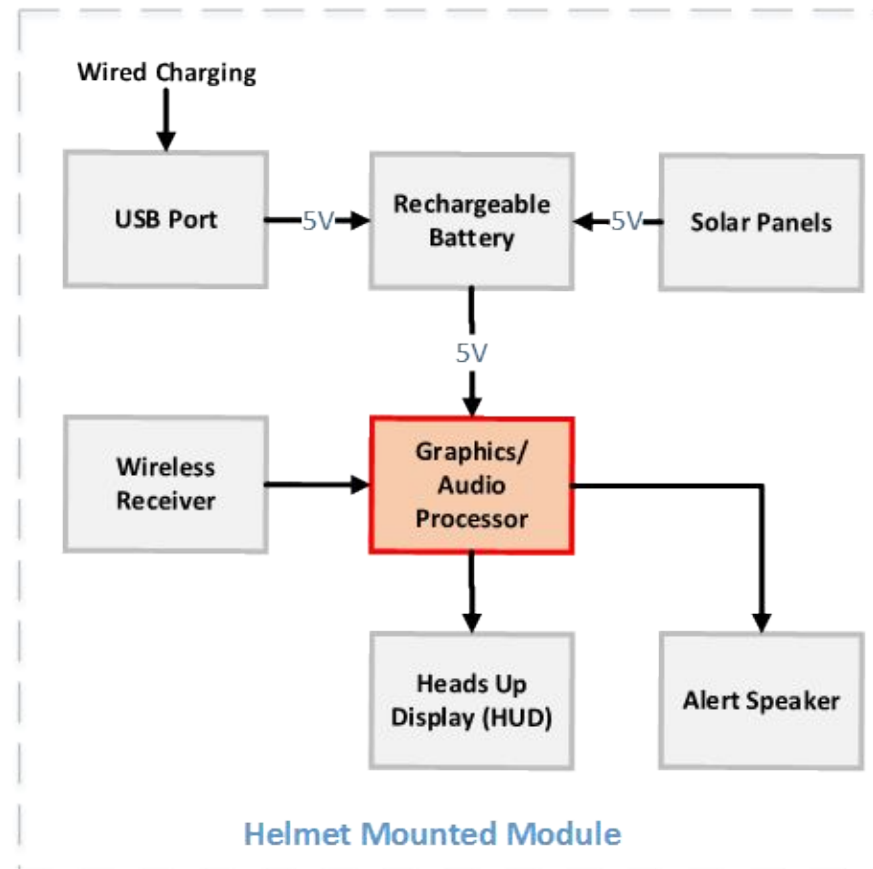 Wired Charging
USB Port
5V
Rechargeable
Battery
5V
Solar Panels
5V
Wireless
Receiver
Graphics/
Audio
Processor
Heads Up
Display (HUD)
Alert Speaker
Helmet Mounted Module